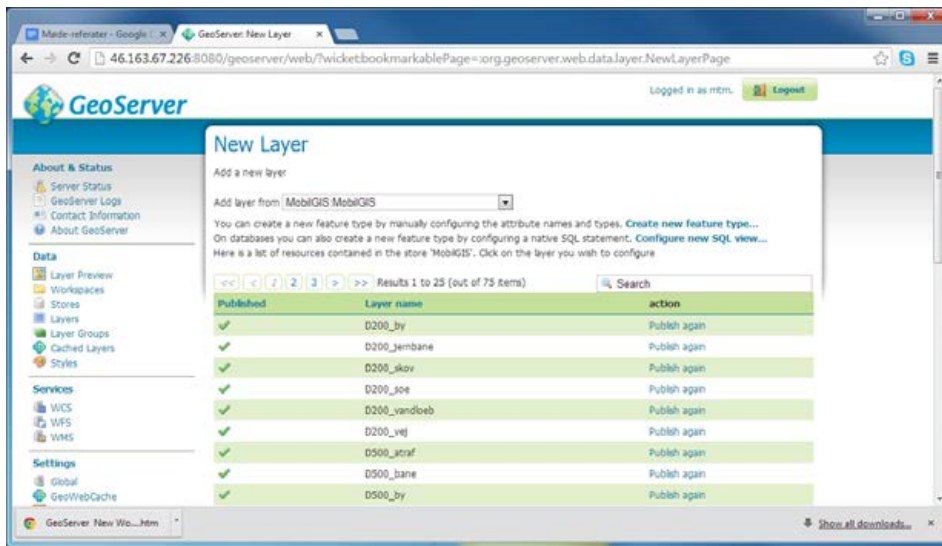 Møde-referater - Google
GeoServer: New Layer
46.163.67.226:8080/geoserver/web/?wicket:bookmarkablePage=:org.geoserver.web.data.layer.NewLayerPage
GeoServer
Logged in as mtm.
Logout
About & Status
Server Status
GeoServer Logs
Contact Information
About GeoServer
Data
Layer Preview
Workspaces
Stores
Layers
Layer Groups
Cached Layers
Styles
Services
WCS
WFS
WMS
Settings
Global
GeoWebCache
New Layer
Add a new layer
Add layer from MobilGIS:MobilGIS
You can create a new feature type by manually configuring the attribute names and types. Create new feature type...
On databases you can also create a new feature type by configuring a native SQL statement. Configure new SQL view...
Here is a list of resources contained in the store 'MobilGIS'. Click on the layer you wish to configure
<< < 1 2 3 > >> Results 1 to 25 (out of 75 items) Search
Published Layer name action
D200_by Publish again
D200_jernbane Publish again
D200_skov Publish again
D200_soe Publish again
D200_vandloeb Publish again
D200_vej Publish again
D500_atraf Publish again
D500_bane Publish again
D500_by Publish again
GeoServer New Wo....htm
Show all downloads...